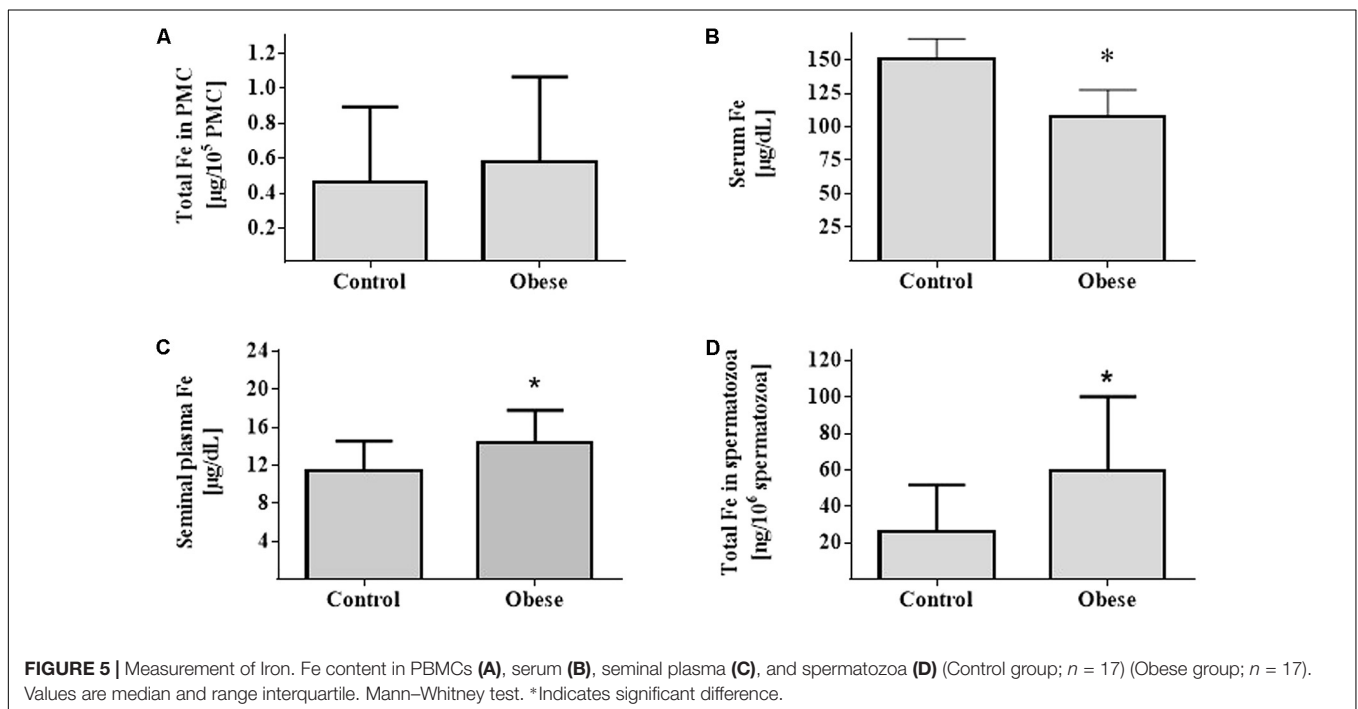 A
Total Fe in PMC
[µg/10⁵ PMC]
1.2
1.0
0.8
0.6
0.4
0.2
Control
Obese
B
Serum Fe
[µg/dL]
150
125
100
75
50
25
*
Control
Obese
C
Seminal plasma Fe
[µg/dL]
24
20
16
12
8
4
*
Control
Obese
D
Total Fe in spermatozoa
[ng/10⁶ spermatozoa]
120
100
80
60
40
20
*
Control
Obese
FIGURE 5 | Measurement of Iron. Fe content in PBMCs (A), serum (B), seminal plasma (C), and spermatozoa (D) (Control group; n = 17) (Obese group; n = 17).
Values are median and range interquartile. Mann–Whitney test. *Indicates significant difference.